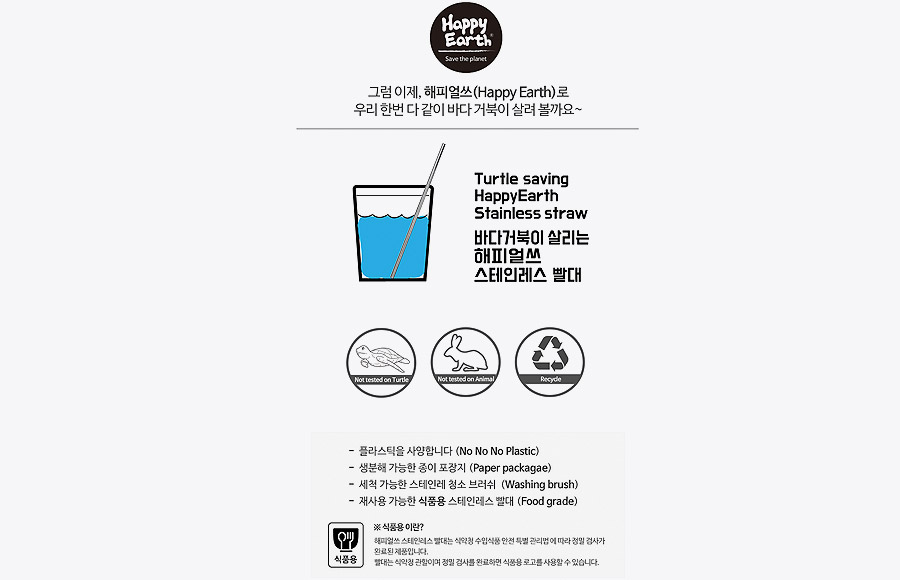 Happy
Earth®
Save the planet
그럼 이제, 해피얼쓰(Happy Earth)로
우리 한번 다 같이 바다 거북이 살려 볼까요~
Turtle saving
HappyEarth
Stainless straw
바다거북이 살리는
해피얼쓰
스테인레스 빨대
Not tested on Turtle
Not tested on Animal
Recycle
- 플라스틱을 사양합니다 (No No No Plastic)
- 생분해 가능한 종이 포장지 (Paper packagae)
- 세척 가능한 스테인레 청소 브러쉬 (Washing brush)
- 재사용 가능한 식품용 스테인레스 빨대 (Food grade)
식품용
※ 식품용 이란?
해피얼쓰 스테인레스 빨대는 식약청 수입식품 안전 특별 관리법 에 따라 정밀 검사가
완료된 제품입니다.
빨대는 식약청 관할이며 정밀 검사를 완료하면 식품용 로고를 사용할 수 있습니다.